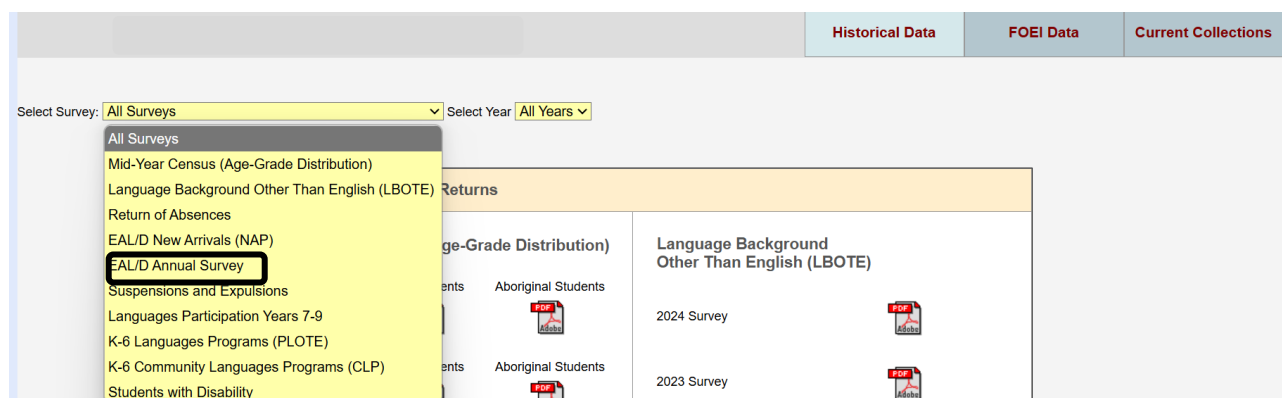 Historical Data
FOEI Data
Current Collections
Select Survey: All Surveys Select Year All Years
All Surveys
Mid-Year Census (Age-Grade Distribution)
Language Background Other Than English (LBOTE)
Return of Absences
EAL/D New Arrivals (NAP)
EAL/D Annual Survey
Suspensions and Expulsions
Languages Participation Years 7-9
K-6 Languages Programs (PLOTE)
K-6 Community Languages Programs (CLP)
Students with Disability
Returns
ge-Grade Distribution)
ents Aboriginal Students
PDF
Adobe
ents Aboriginal Students
PDF
Language Background
Other Than English (LBOTE)
2024 Survey
PDF
Adobe
2023 Survey
PDF
Adobe